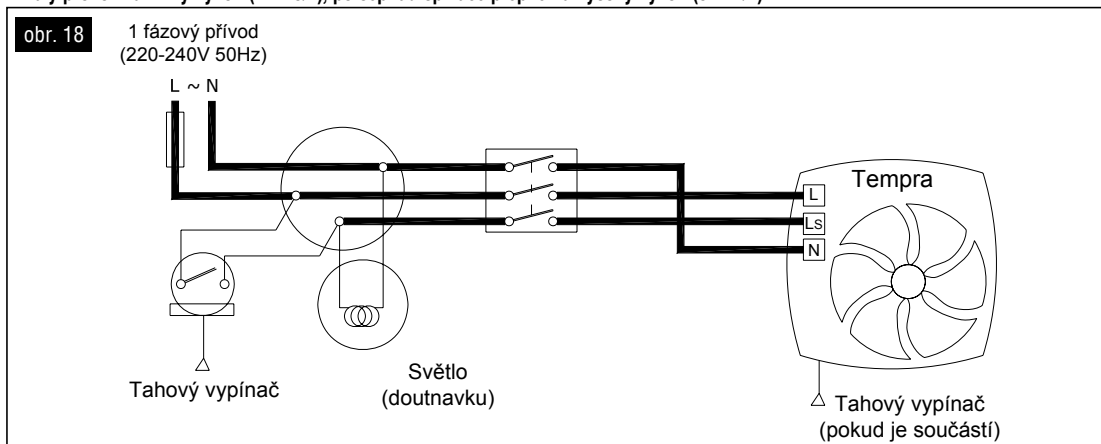 obr. 18
1 fázový přívod
(220-240V 50Hz)
L ~ N
Tempra
L
Ls
N
Světlo
(doutnavku)
Tahový vypínač
Tahový vypínač
(pokud je součástí)